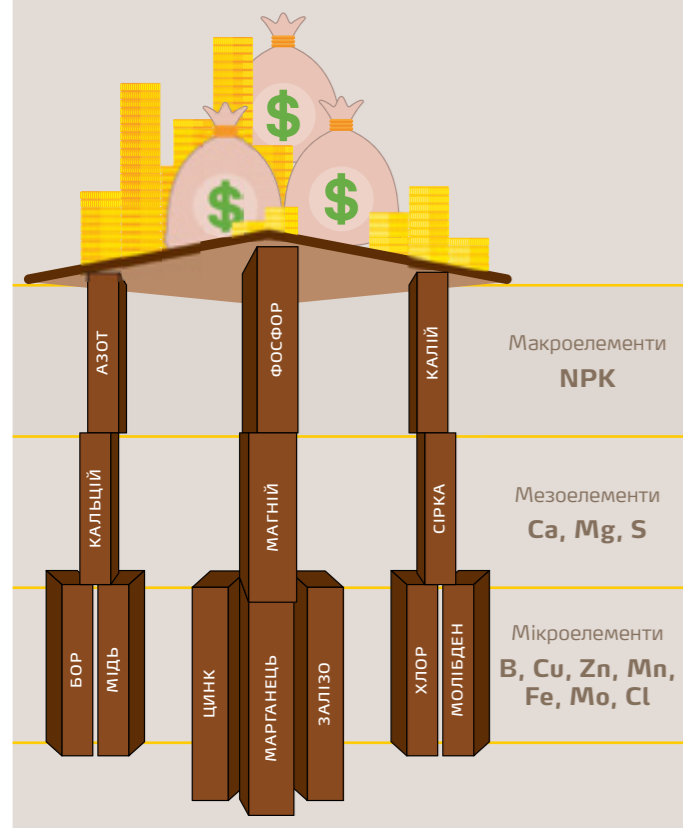 $
$
$
АЗОТ
ФОСФОР
КАЛІЙ
Макроелементи
NPK
КАЛЬЦІЙ
МАГНІЙ
СІРКА
Мезоелементи
Ca, Mg, S
БОР
МІДЬ
ЦИНК
МАРГАНЕЦЬ
ЗАЛІЗО
ХЛОР
МОЛІБДЕН
Мікроелементи
B, Cu, Zn, Mn,
Fe, Mo, Cl